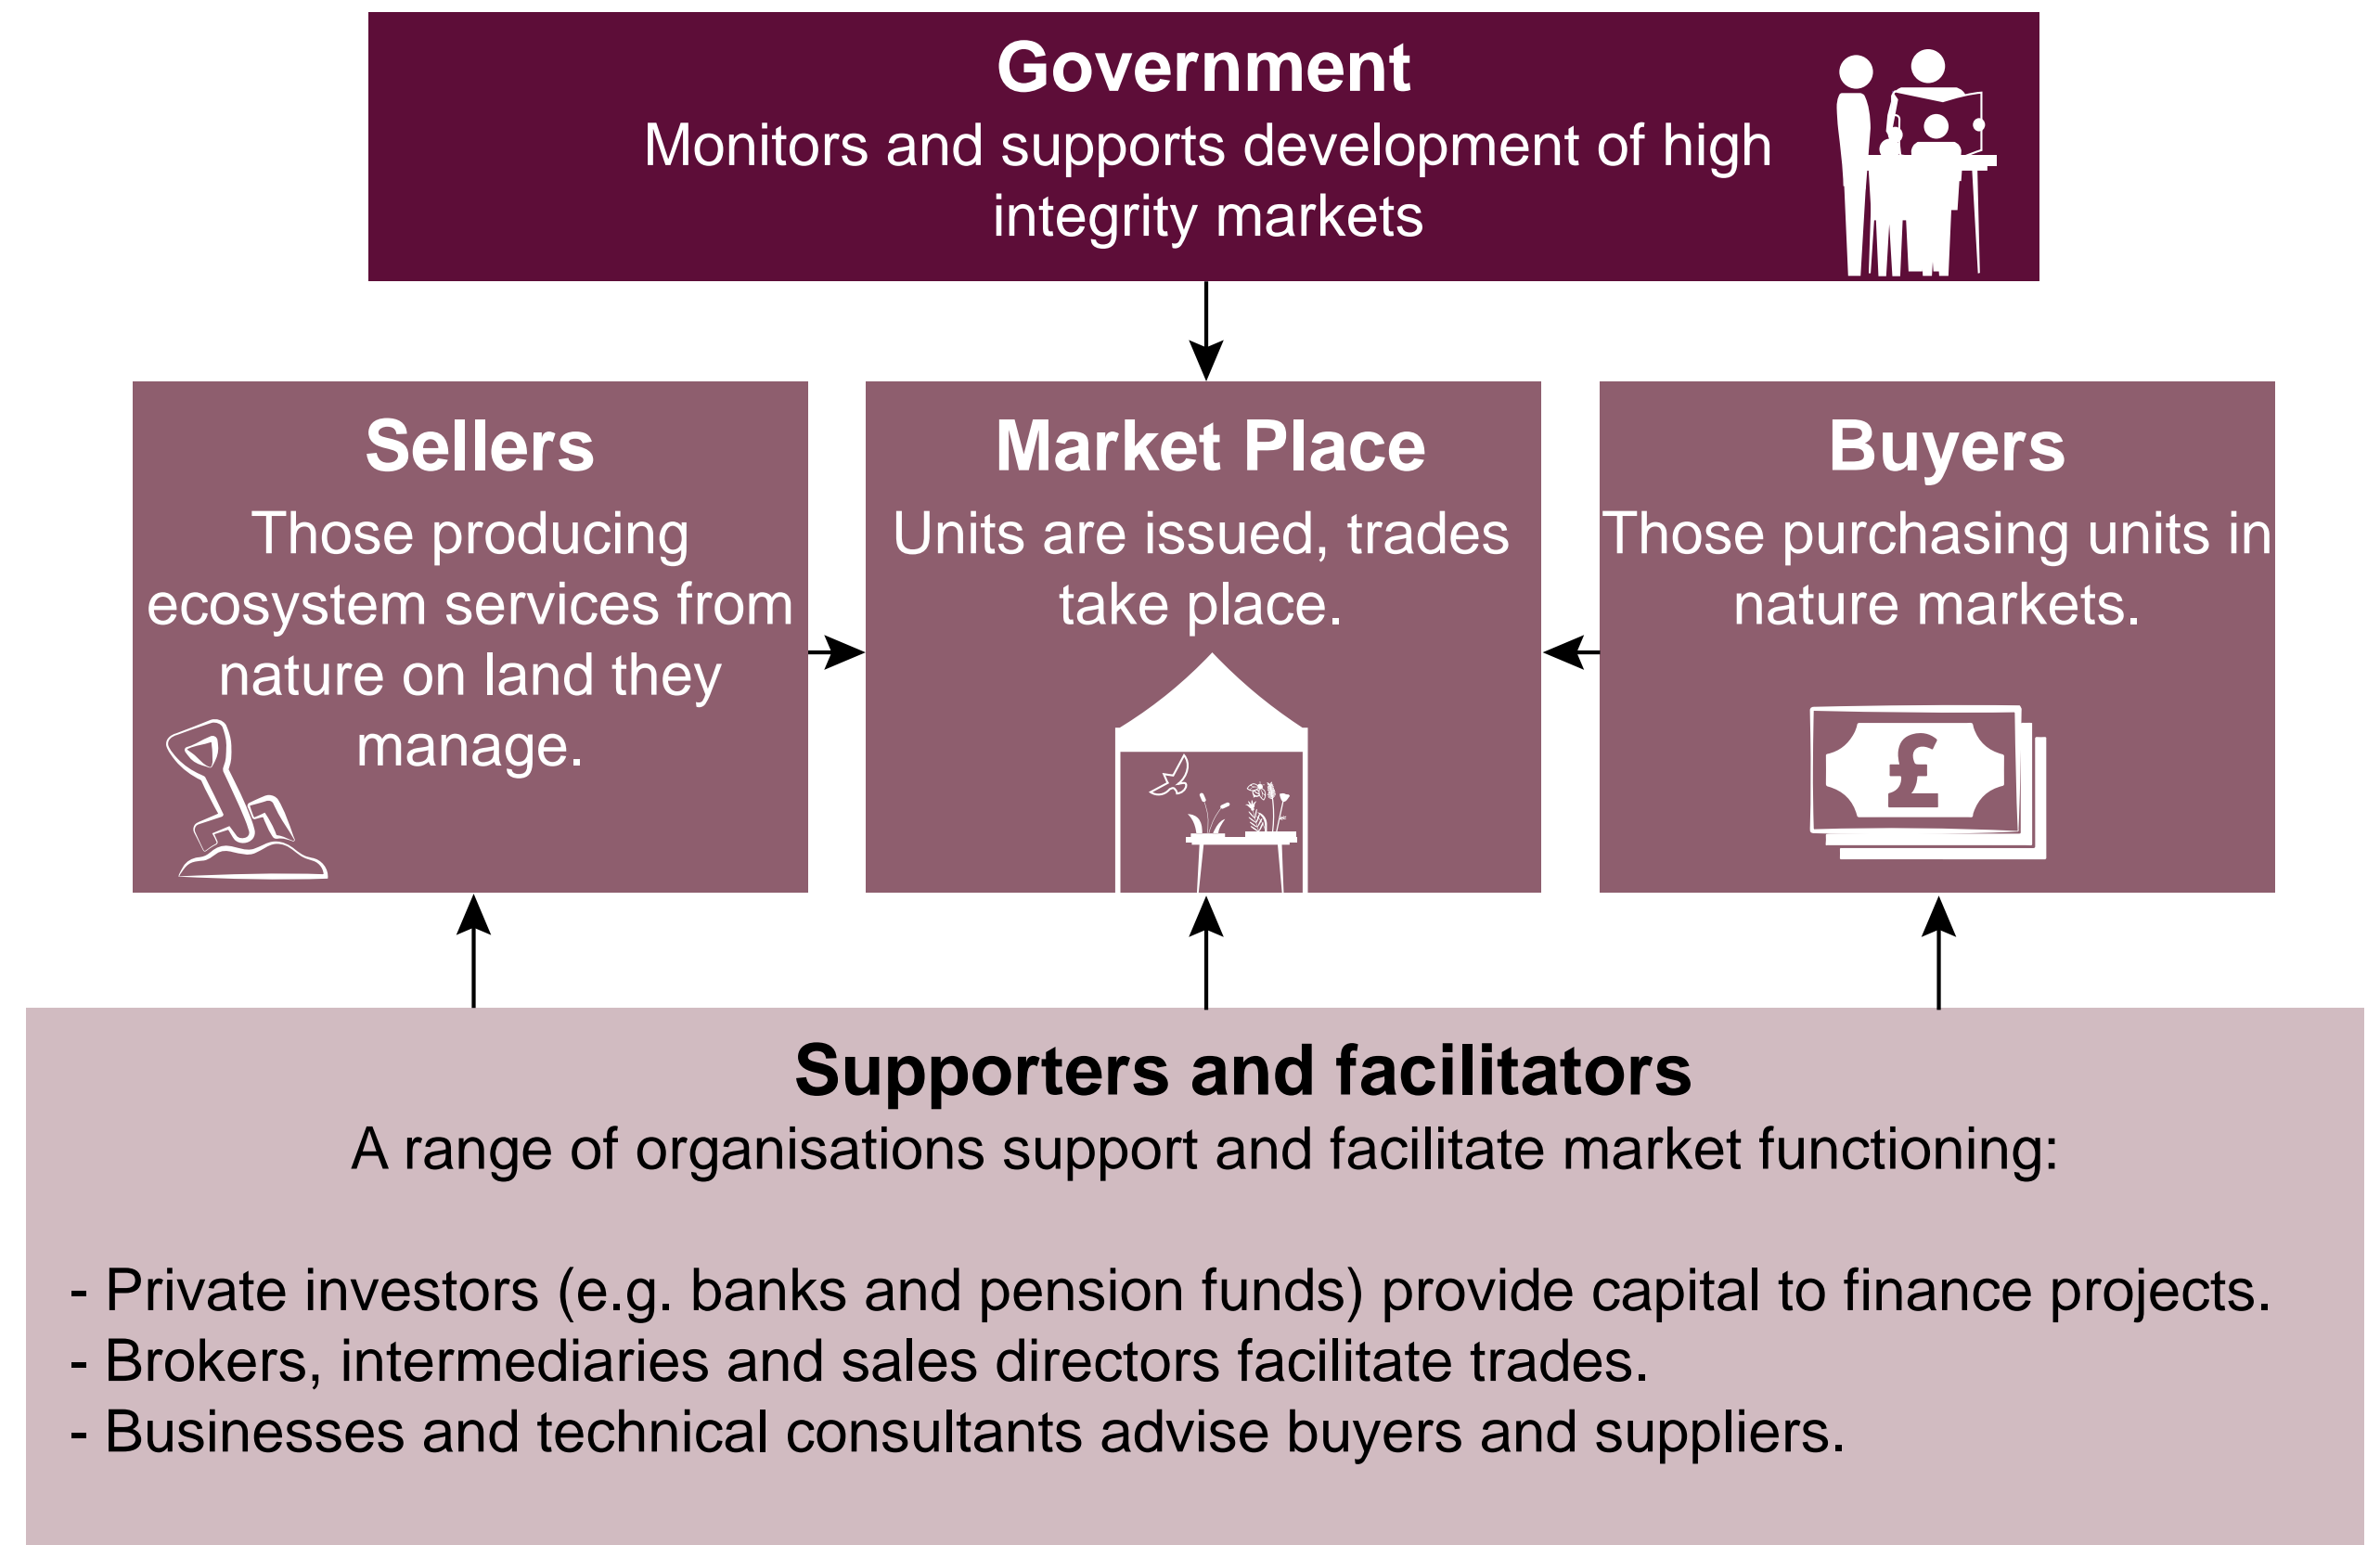 Government
Monitors and supports development of high
integrity markets
Sellers
Those producing
ecosystem services from
nature on land they
manage.
Market Place
Units are issued, trades
take place.
Buyers
Those purchasing units in
nature markets.
£
Supporters and facilitators
A range of organisations support and facilitate market functioning:
- Private investors (e.g. banks and pension funds) provide capital to finance projects.
- Brokers, intermediaries and sales directors facilitate trades.
- Businesses and technical consultants advise buyers and suppliers.